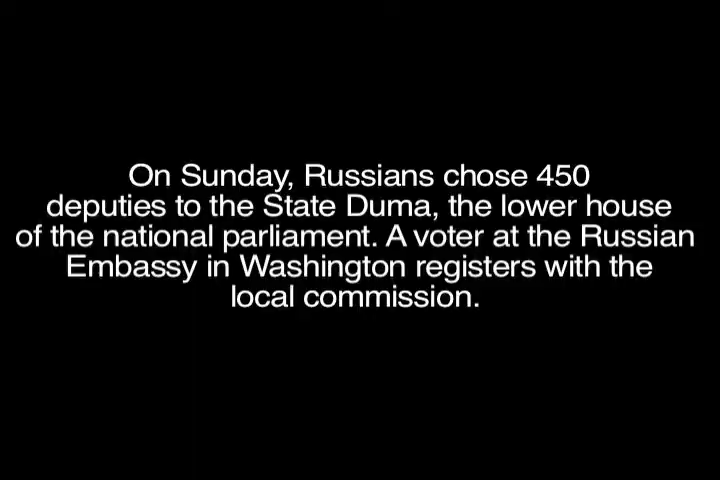 On Sunday, Russians chose 450
deputies to the State Duma, the lower house
of the national parliament. A voter at the Russian
Embassy in Washington registers with the
local commission.